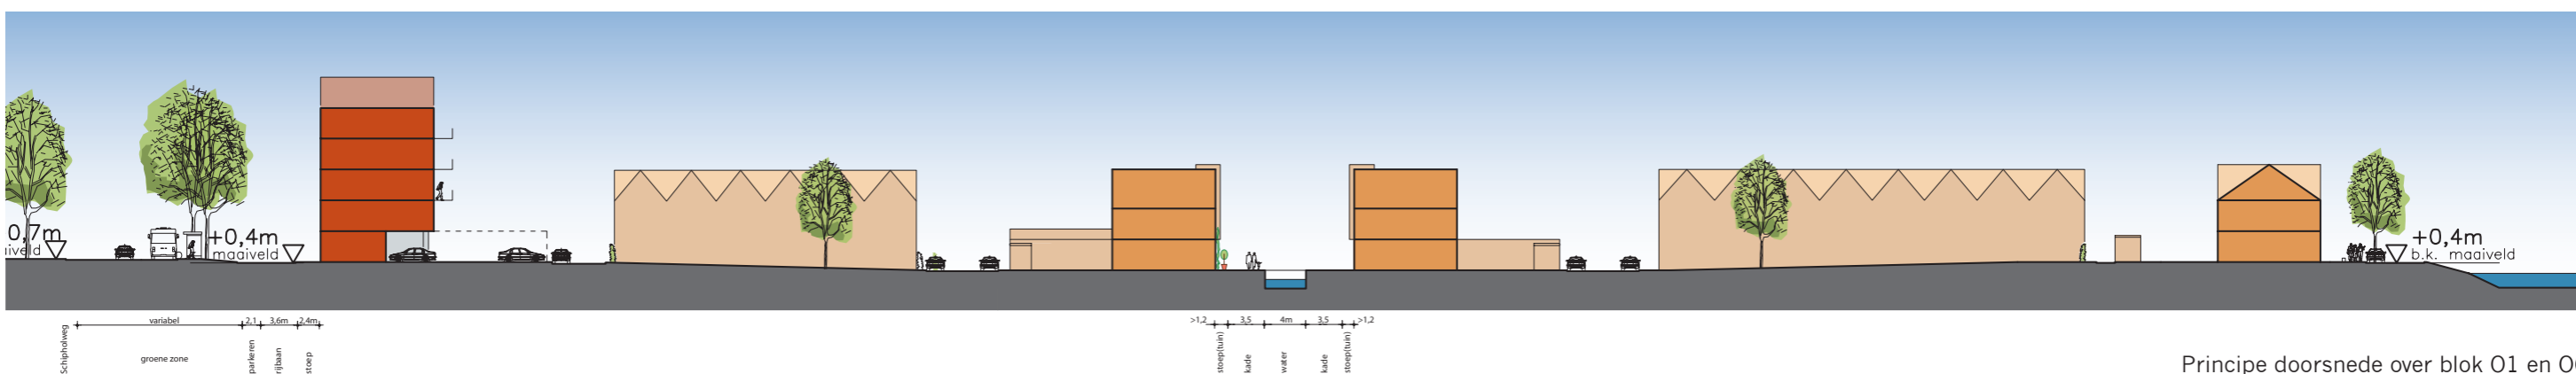 0,7m
+0,4m
maaiveld
+0,4m
b.k. maaiveld
variabel
2,1
3,6m
2,4m
>1,2
3,5
4m
3,5
>1,2
Schipholweg
groene zone
parkeren
rijbaan
stoep
stoep(tuin)
kade
water
kade
stoep(tuin)
Principe doorsnede over blok O1 en